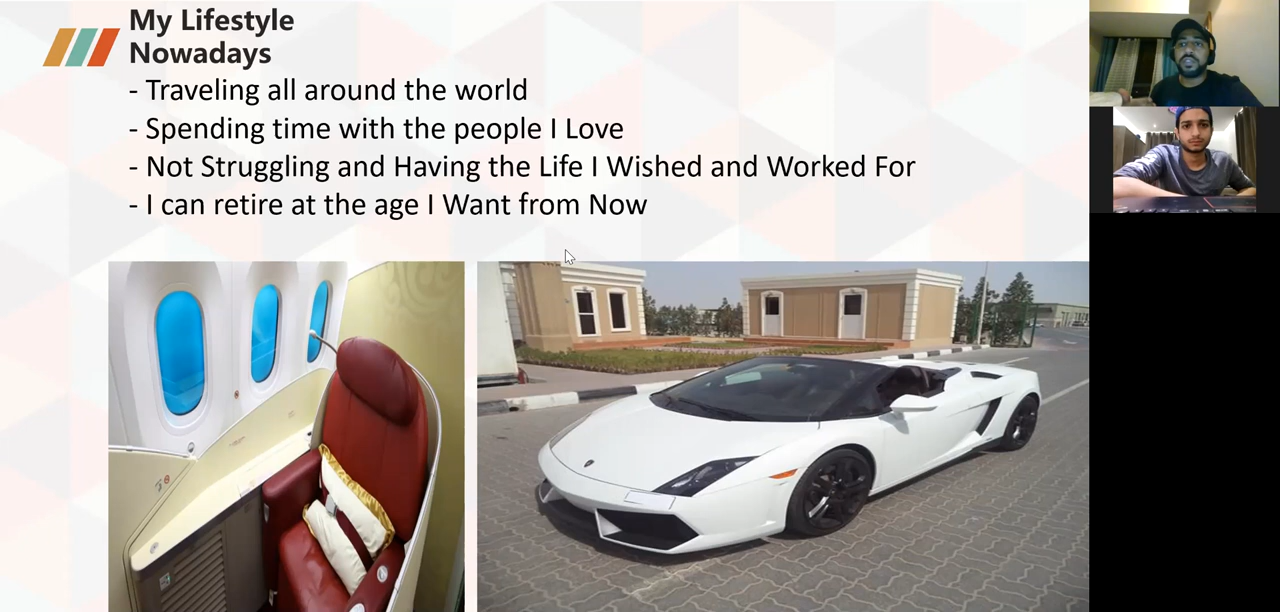 My Lifestyle
Nowadays
- Traveling all around the world
- Spending time with the people I Love
- Not Struggling and Having the Life I Wished and Worked For
- I can retire at the age I Want from Now